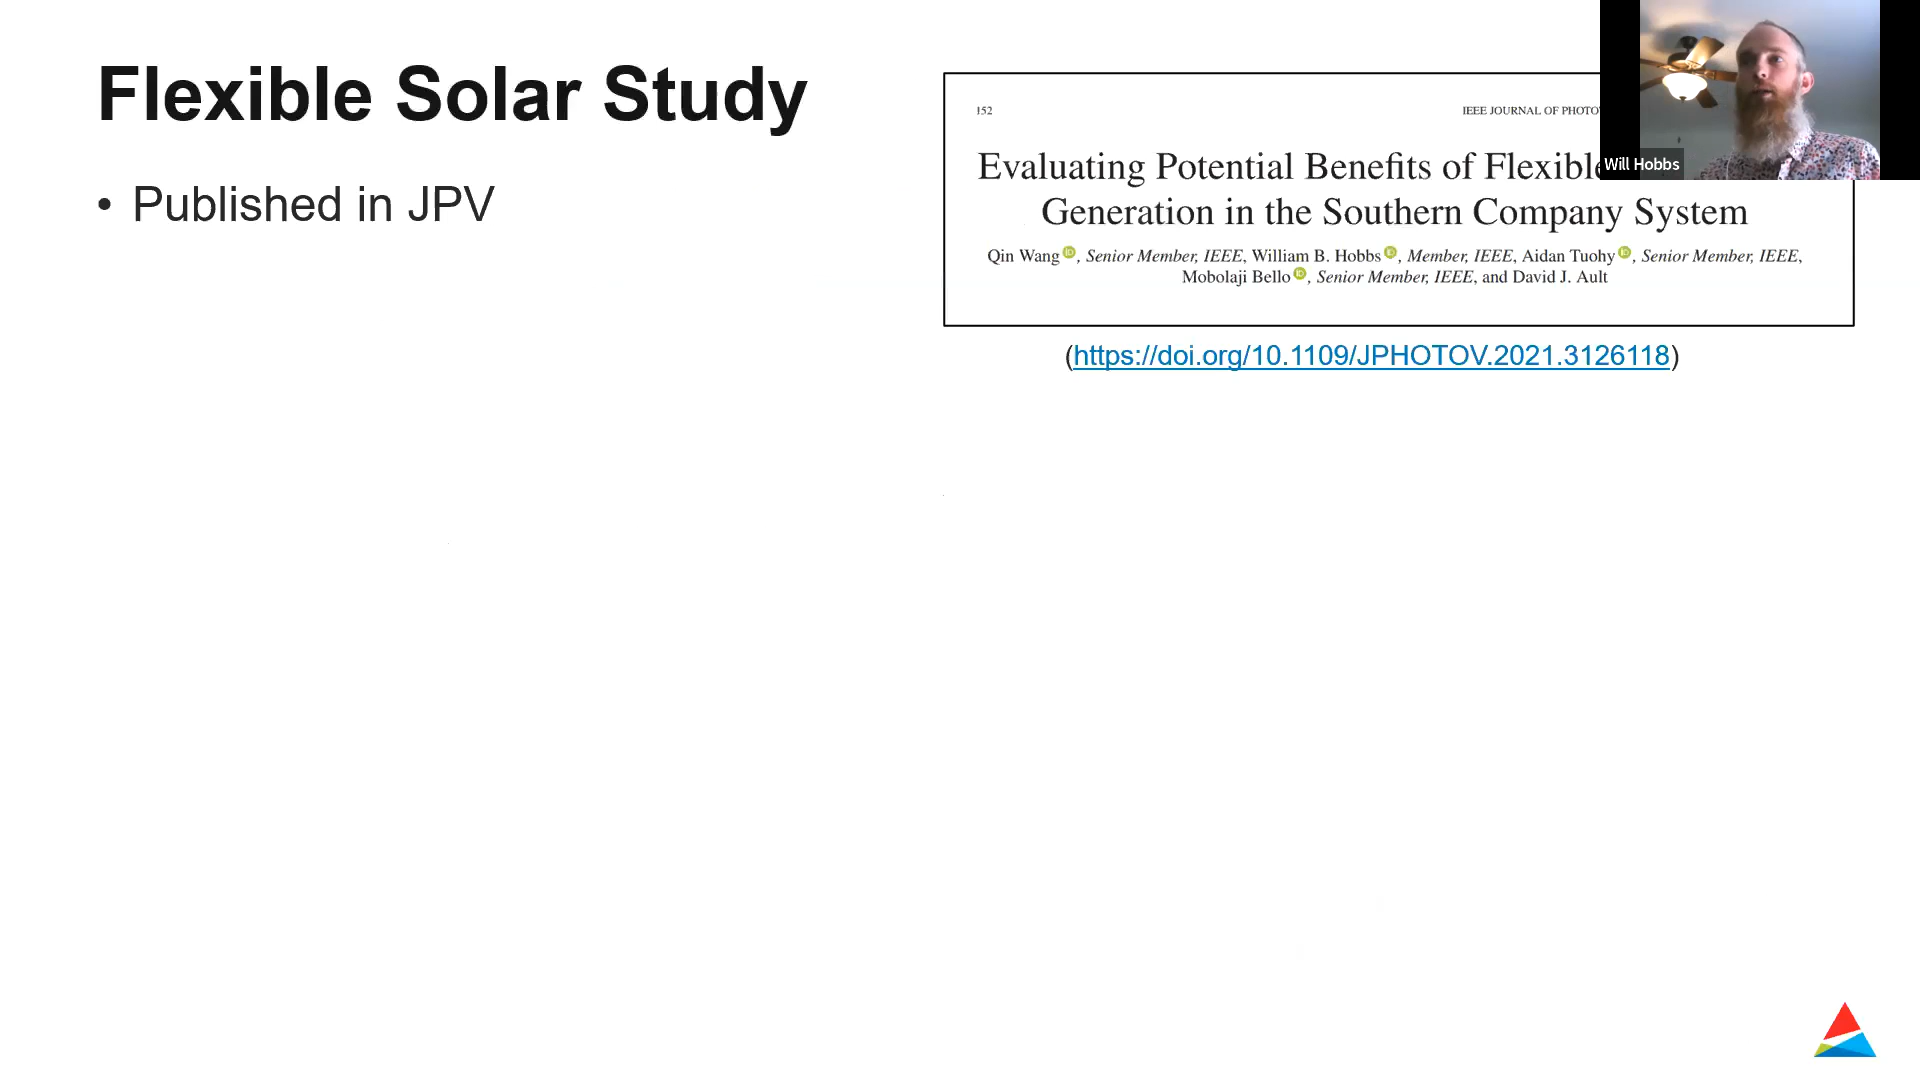 Flexible Solar Study
• Published in JPV
152
IEEE JOURNAL OF
Evaluating Potential Benefits of
Generation in the Southern Company System
Qin Wang, Senior Member, IEEE, William B. Hobbs, Member, IEEE, Aidan Tuohy, Senior Member, IEEE,
Mobolaji Bello, Senior Member, IEEE, and David J. Ault
(https://doi.org/10.1109/JPHOTOV.2021.3126118)
Will Hobbs